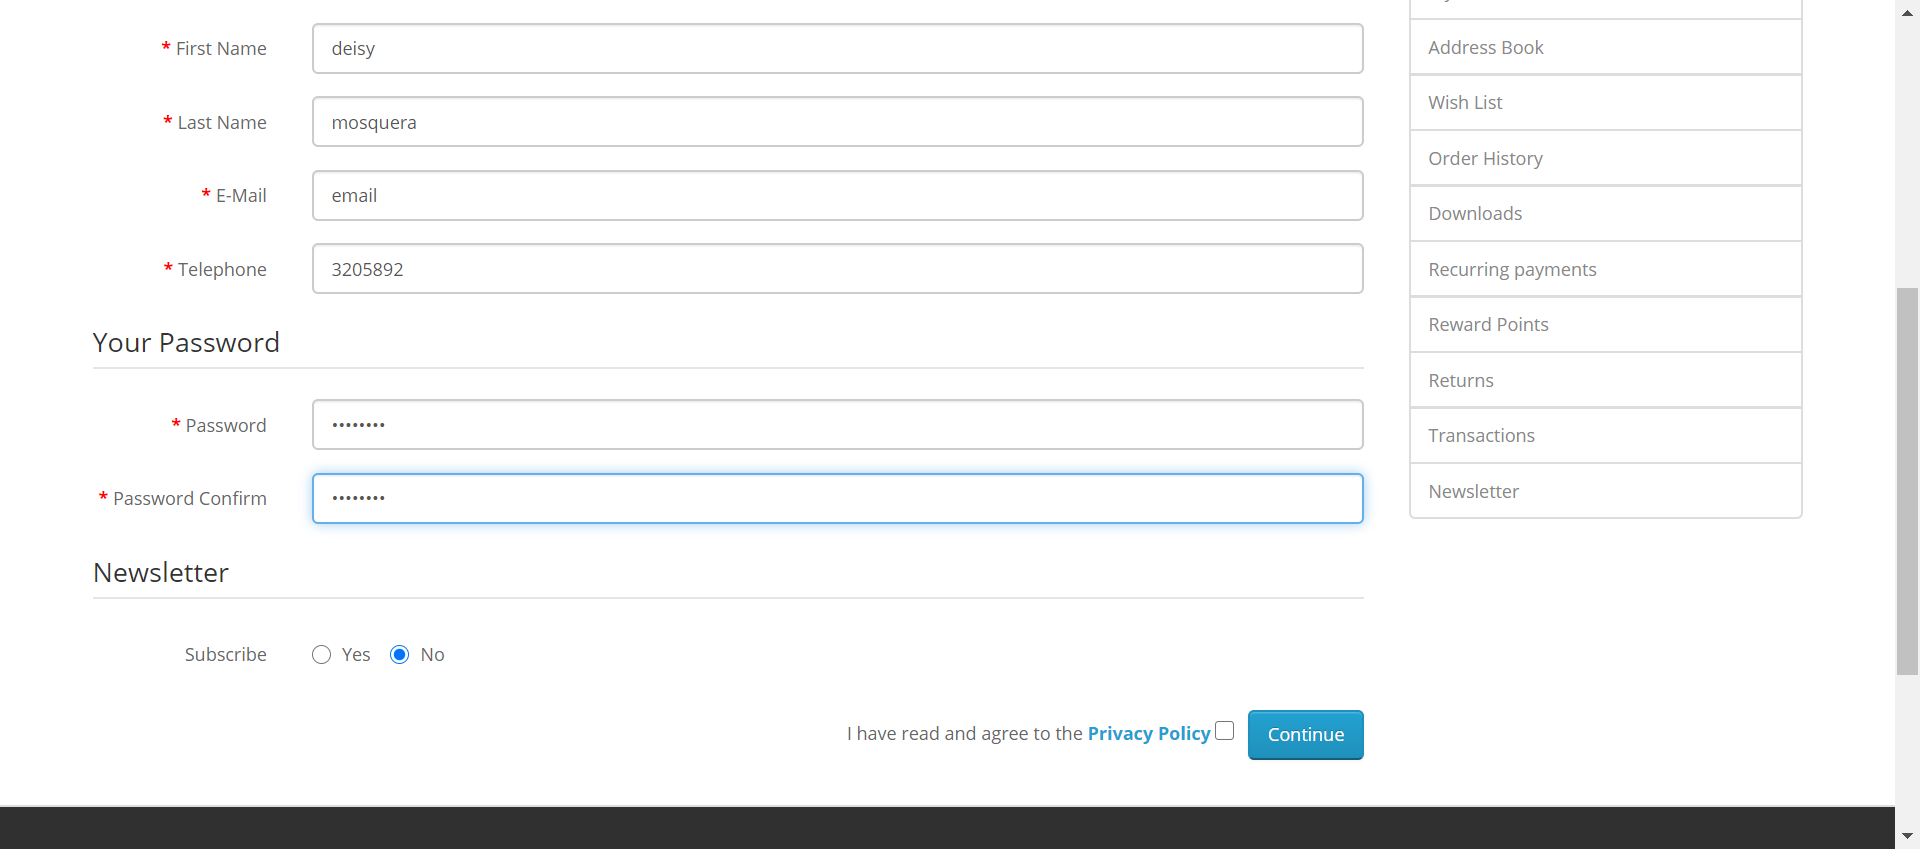 * First Name deisy
* Last Name mosquera
* E-Mail email
* Telephone 3205892
Your Password
* Password ••••••••
* Password Confirm ••••••••
Newsletter
Subscribe Yes No
I have read and agree to the Privacy Policy Continue
Address Book
Wish List
Order History
Downloads
Recurring payments
Reward Points
Returns
Transactions
Newsletter